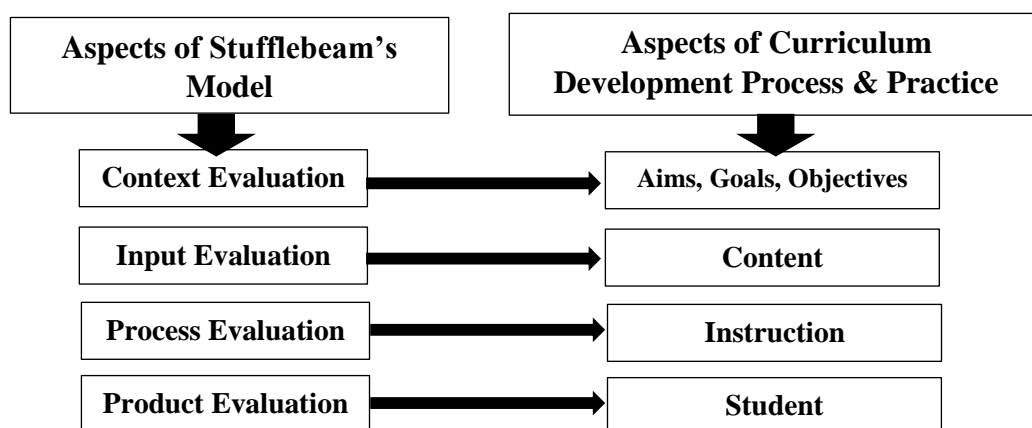 Aspects of Stufflebeam’s
Model
Aspects of Curriculum
Development Process & Practice
Context Evaluation
Aims, Goals, Objectives
Input Evaluation
Content
Process Evaluation
Instruction
Product Evaluation
Student